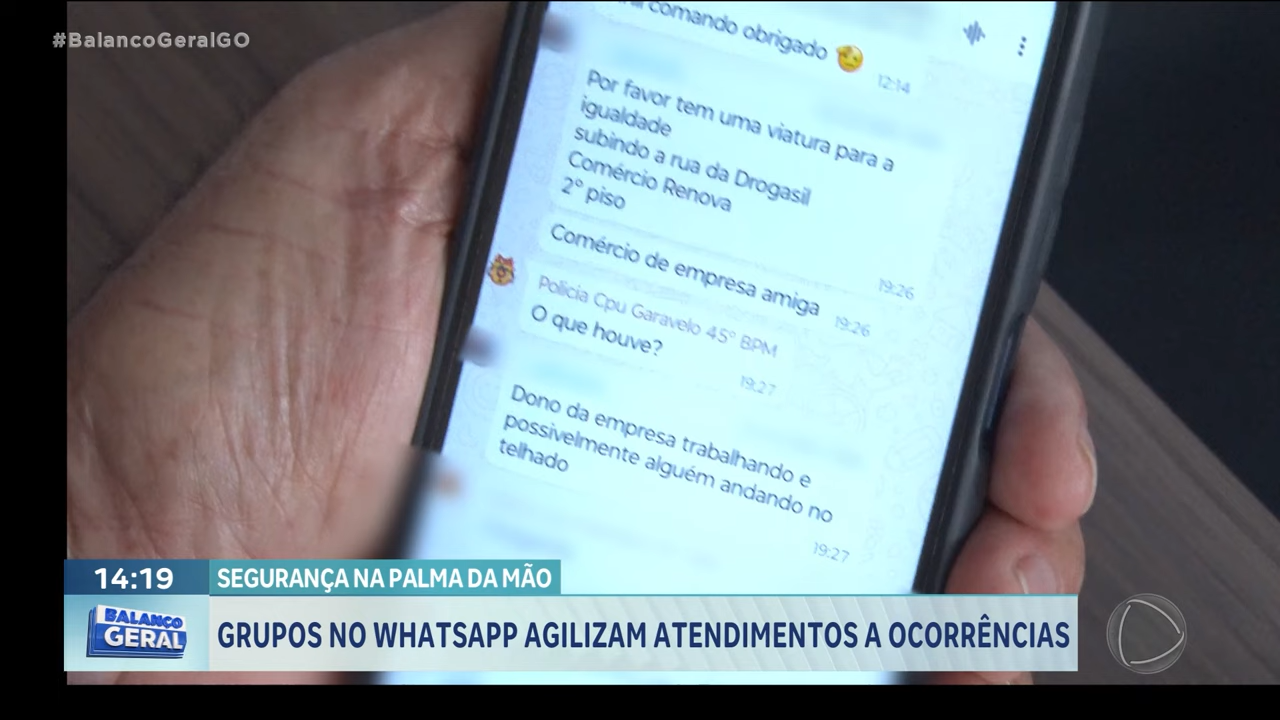 #BalancoGeralGO
comando obrigado
12:14
Por favor tem uma viatura para a
igualdade
subindo a rua da Drogasil
Comércio Renova
2° piso
19:26
Comércio de empresa amiga
19:26
Polícia Cpu Garavelo 45° BPM
O que houve?
19:27
Dono da empresa trabalhando e
possivelmente alguém andando no
telhado
19:27
14:19
SEGURANÇA NA PALMA DA MÃO
BALANÇO
GERAL
GRUPOS NO WHATSAPP AGILIZAM ATENDIMENTOS A OCORRÊNCIAS